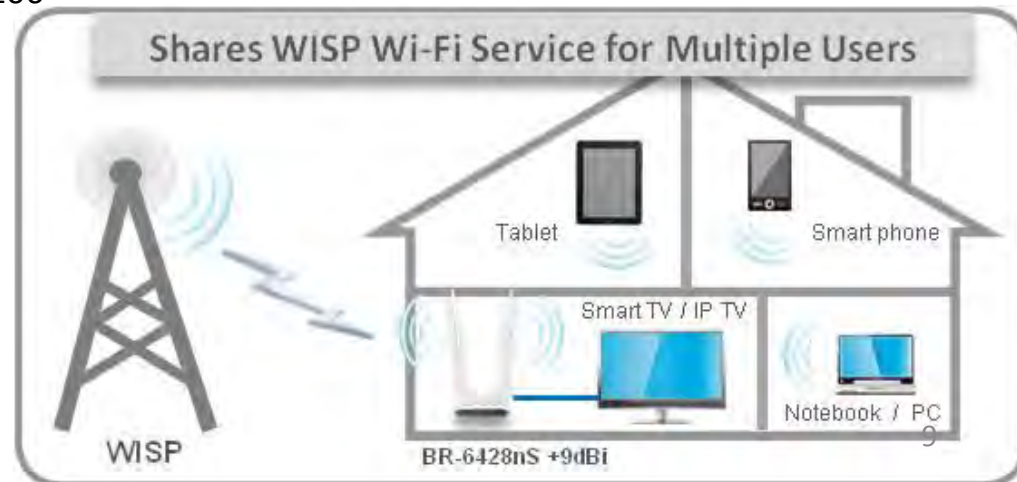 Shares WISP Wi-Fi Service for Multiple Users
Tablet
Smart phone
Smart TV / IP TV
Notebook / PC
9
WISP
BR-6428nS +9dBi